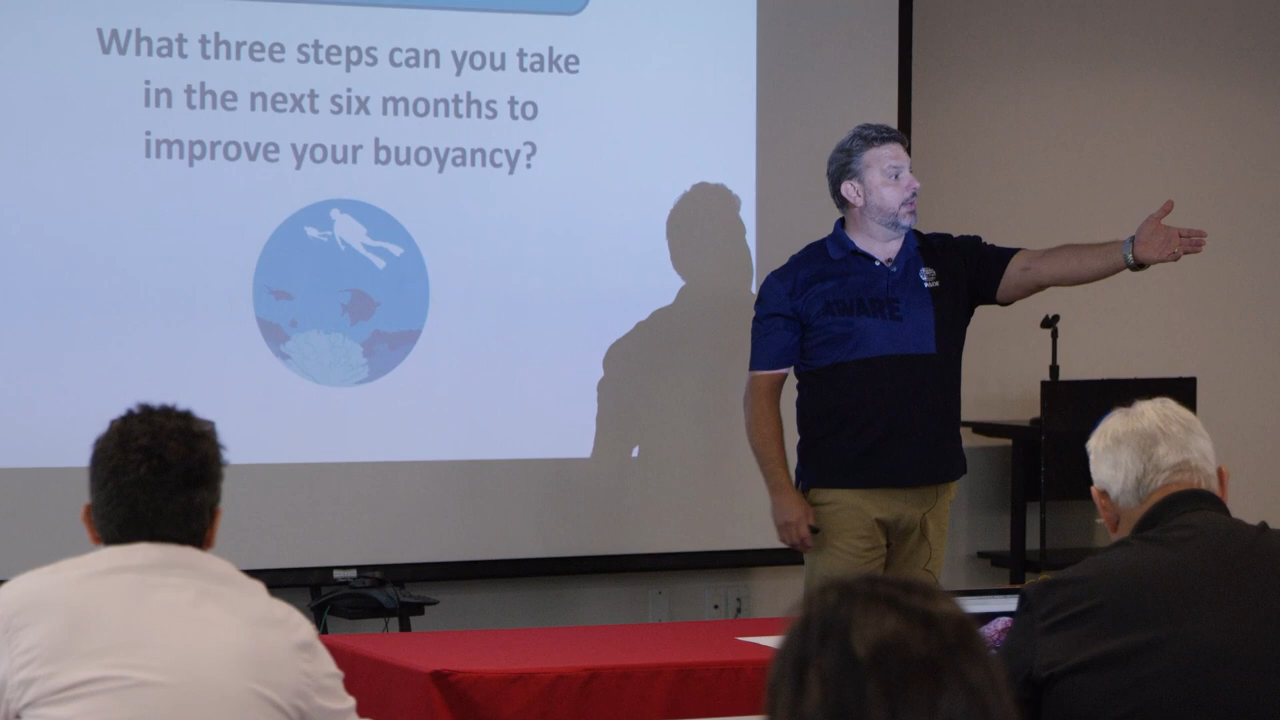 What three steps can you take
in the next six months to
improve your buoyancy?
AWARE